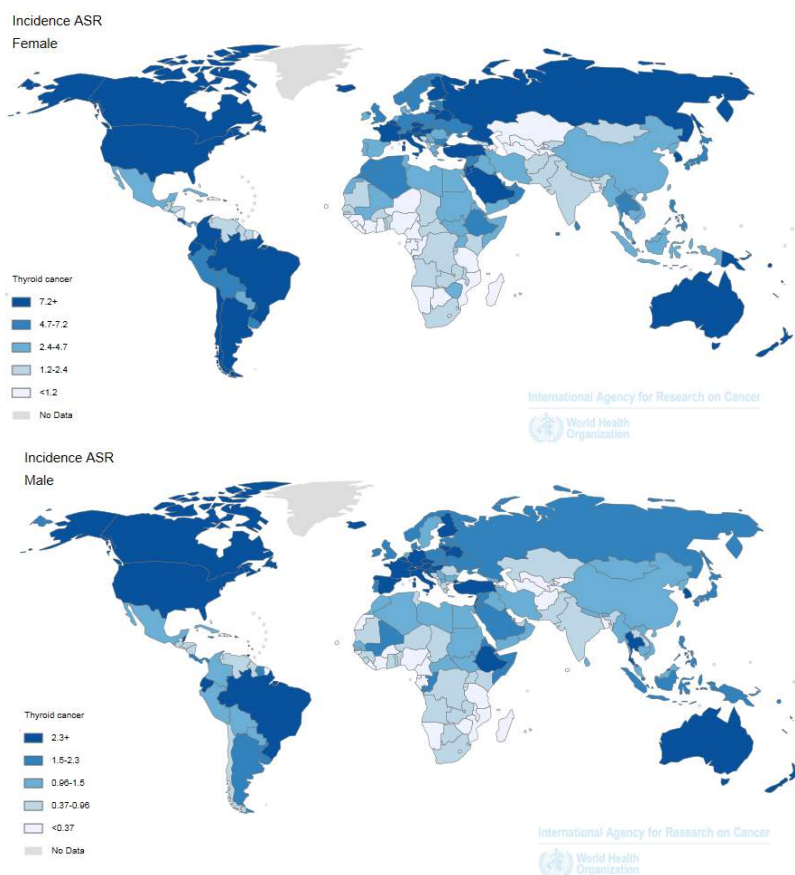 Incidence ASR
Female
Thyroid cancer
7.2+
4.7-7.2
2.4-4.7
1.2-2.4
<1.2
No Data
International Agency for Research on Cancer
World Health
Organization
Incidence ASR
Male
Thyroid cancer
2.3+
1.5-2.3
0.96-1.5
0.37-0.96
<0.37
No Data
International Agency for Research on Cancer
World Health
Organization